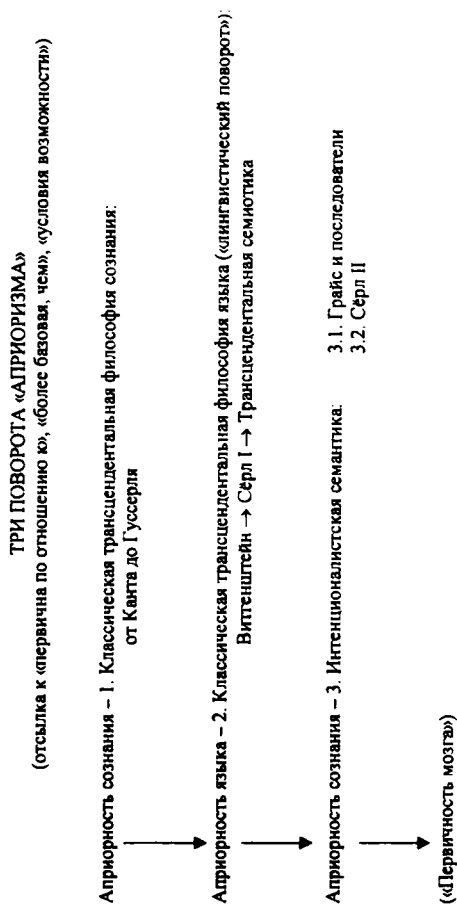 ТРИ ПОВОРОТА «АПРИОРИЗМА»
(отсылка к «первична по отношению к», «более базовая, чем», «условия возможности»)
Априорность сознания – 1. Классическая трансцендентальная философия сознания:
от Канта до Гуссерля
Априорность языка – 2. Классическая трансцендентальная философия языка («лингвистический поворот»):
Витгенштейн → Сёрл I → Трансцендентальная семиотика
Априорность сознания – 3. Интенционалистская семантика:
3.1. Грайс и последователи
3.2. Сёрл II
(«Первичность мозга»)